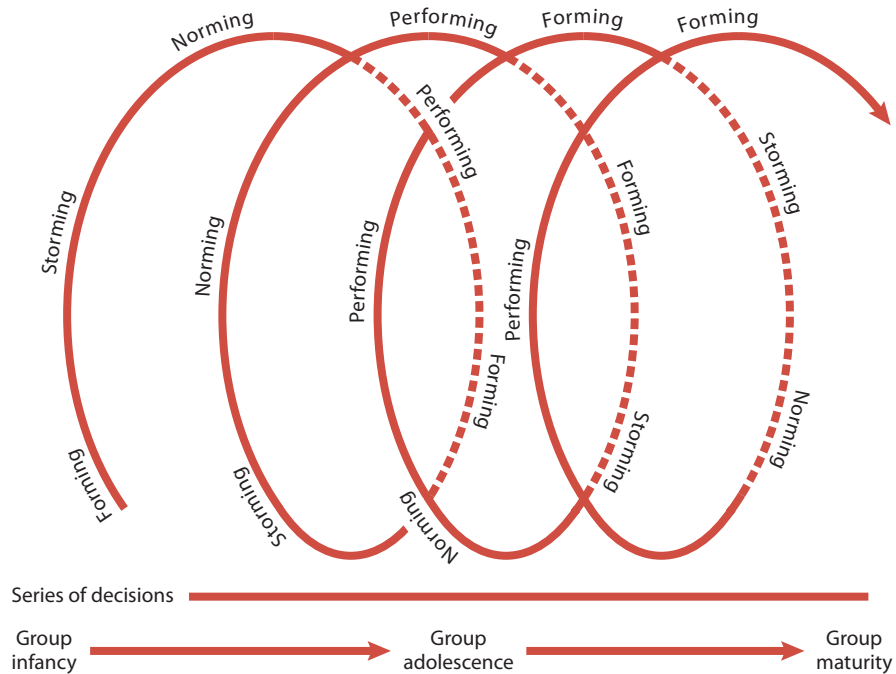 Norming
Performing
Forming
Forming
Performing
Storming
Storming
Norming
Performing
Forming
Performing
Forming
Norming
Forming
Storming
Norming
Storming
Series of decisions
Group
infancy
Group
adolescence
Group
maturity